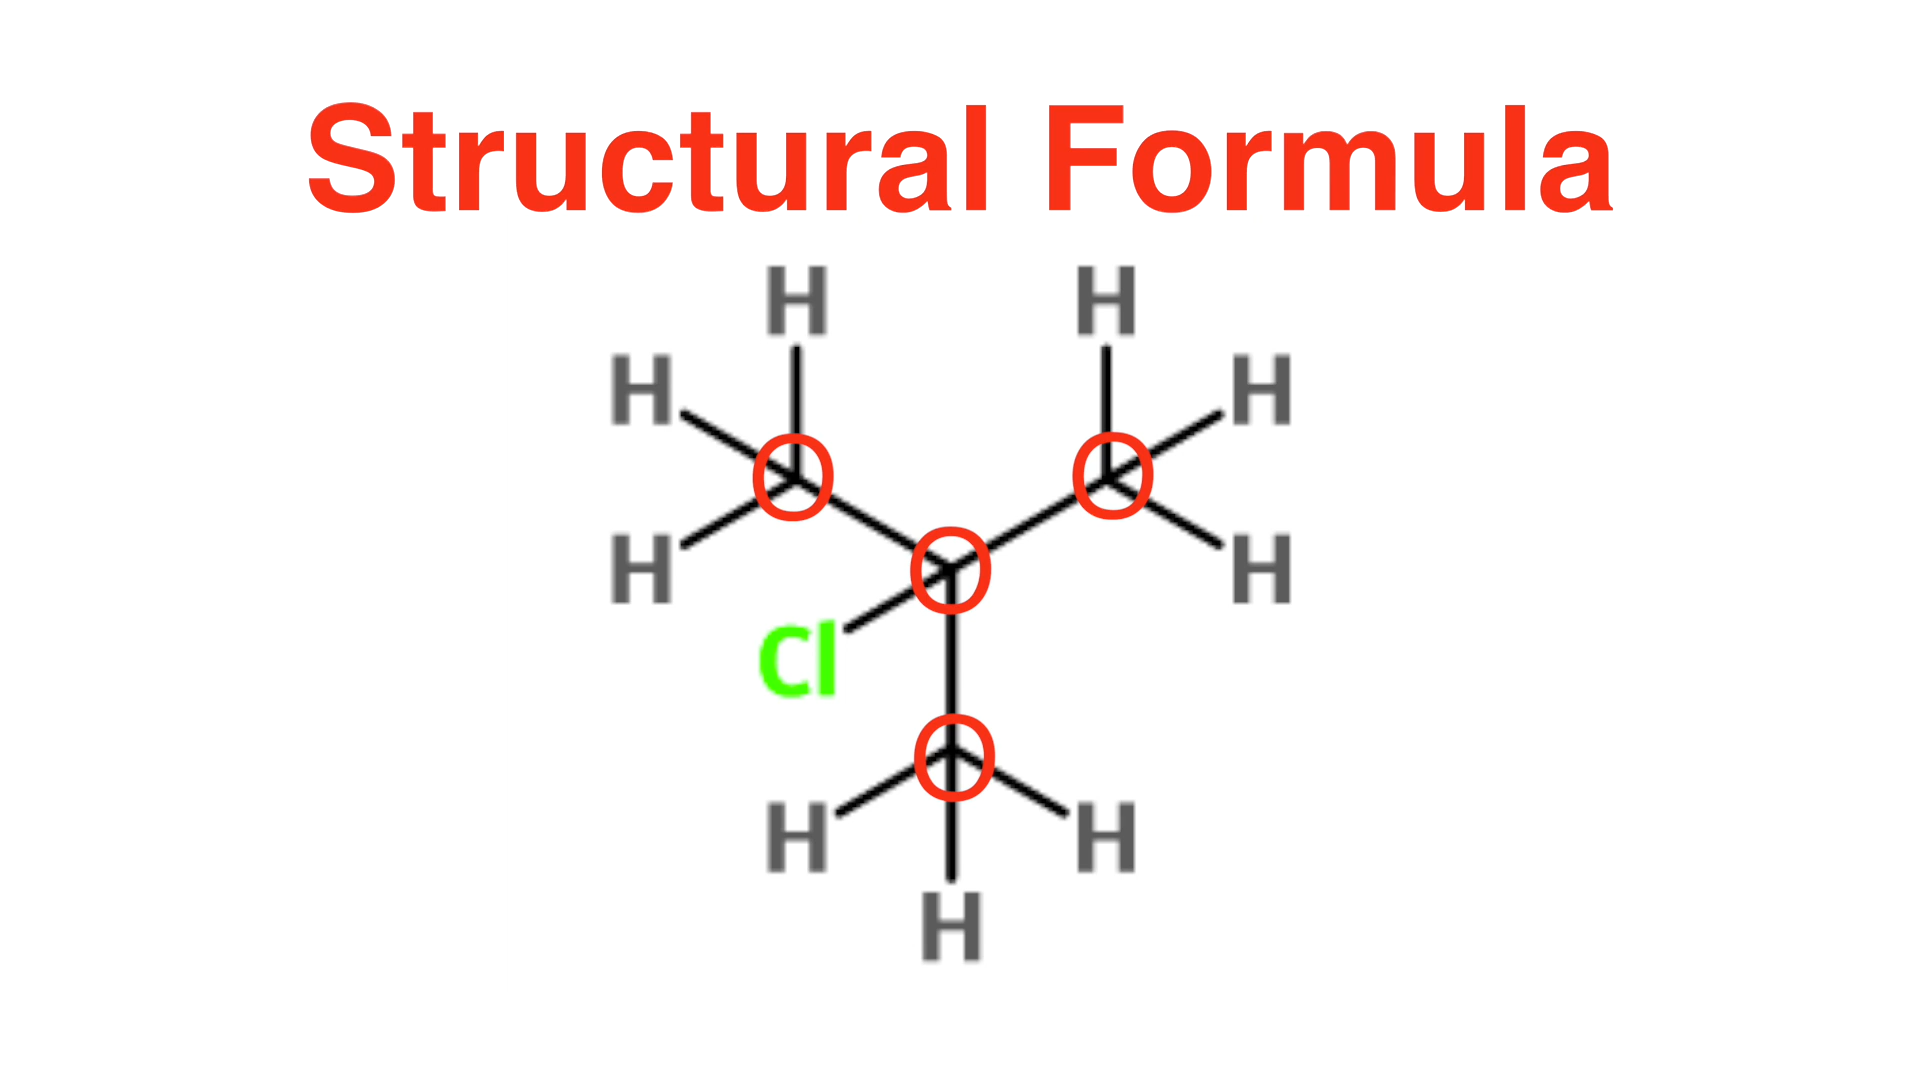 Structural Formula
H H
H H
O O
O
H H
Cl
O
H H
H